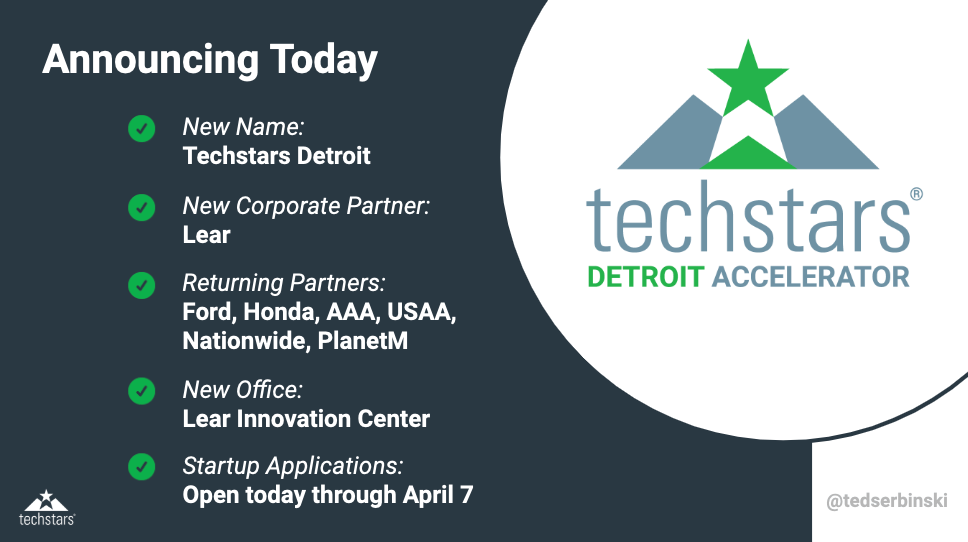 Announcing Today
New Name:
Techstars Detroit
New Corporate Partner:
Lear
Returning Partners:
Ford, Honda, AAA, USAA,
Nationwide, PlanetM
New Office:
Lear Innovation Center
Startup Applications:
Open today through April 7
techstars®
DETROIT ACCELERATOR
techstars®
@tedserbinski